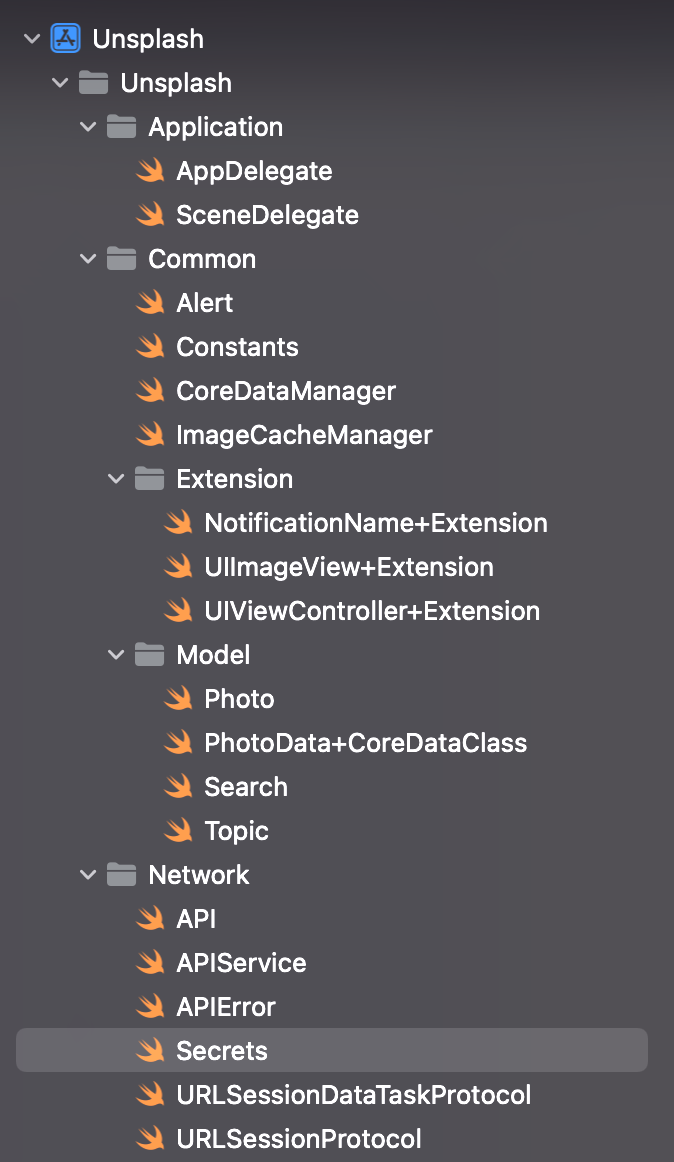 Unsplash
Unsplash
Application
AppDelegate
SceneDelegate
Common
Alert
Constants
CoreDataManager
ImageCacheManager
Extension
NotificationName+Extension
UIImageView+Extension
UIViewController+Extension
Model
Photo
PhotoData+CoreDataClass
Search
Topic
Network
API
APIService
APIError
Secrets
URLSessionDataTaskProtocol
URLSessionProtocol